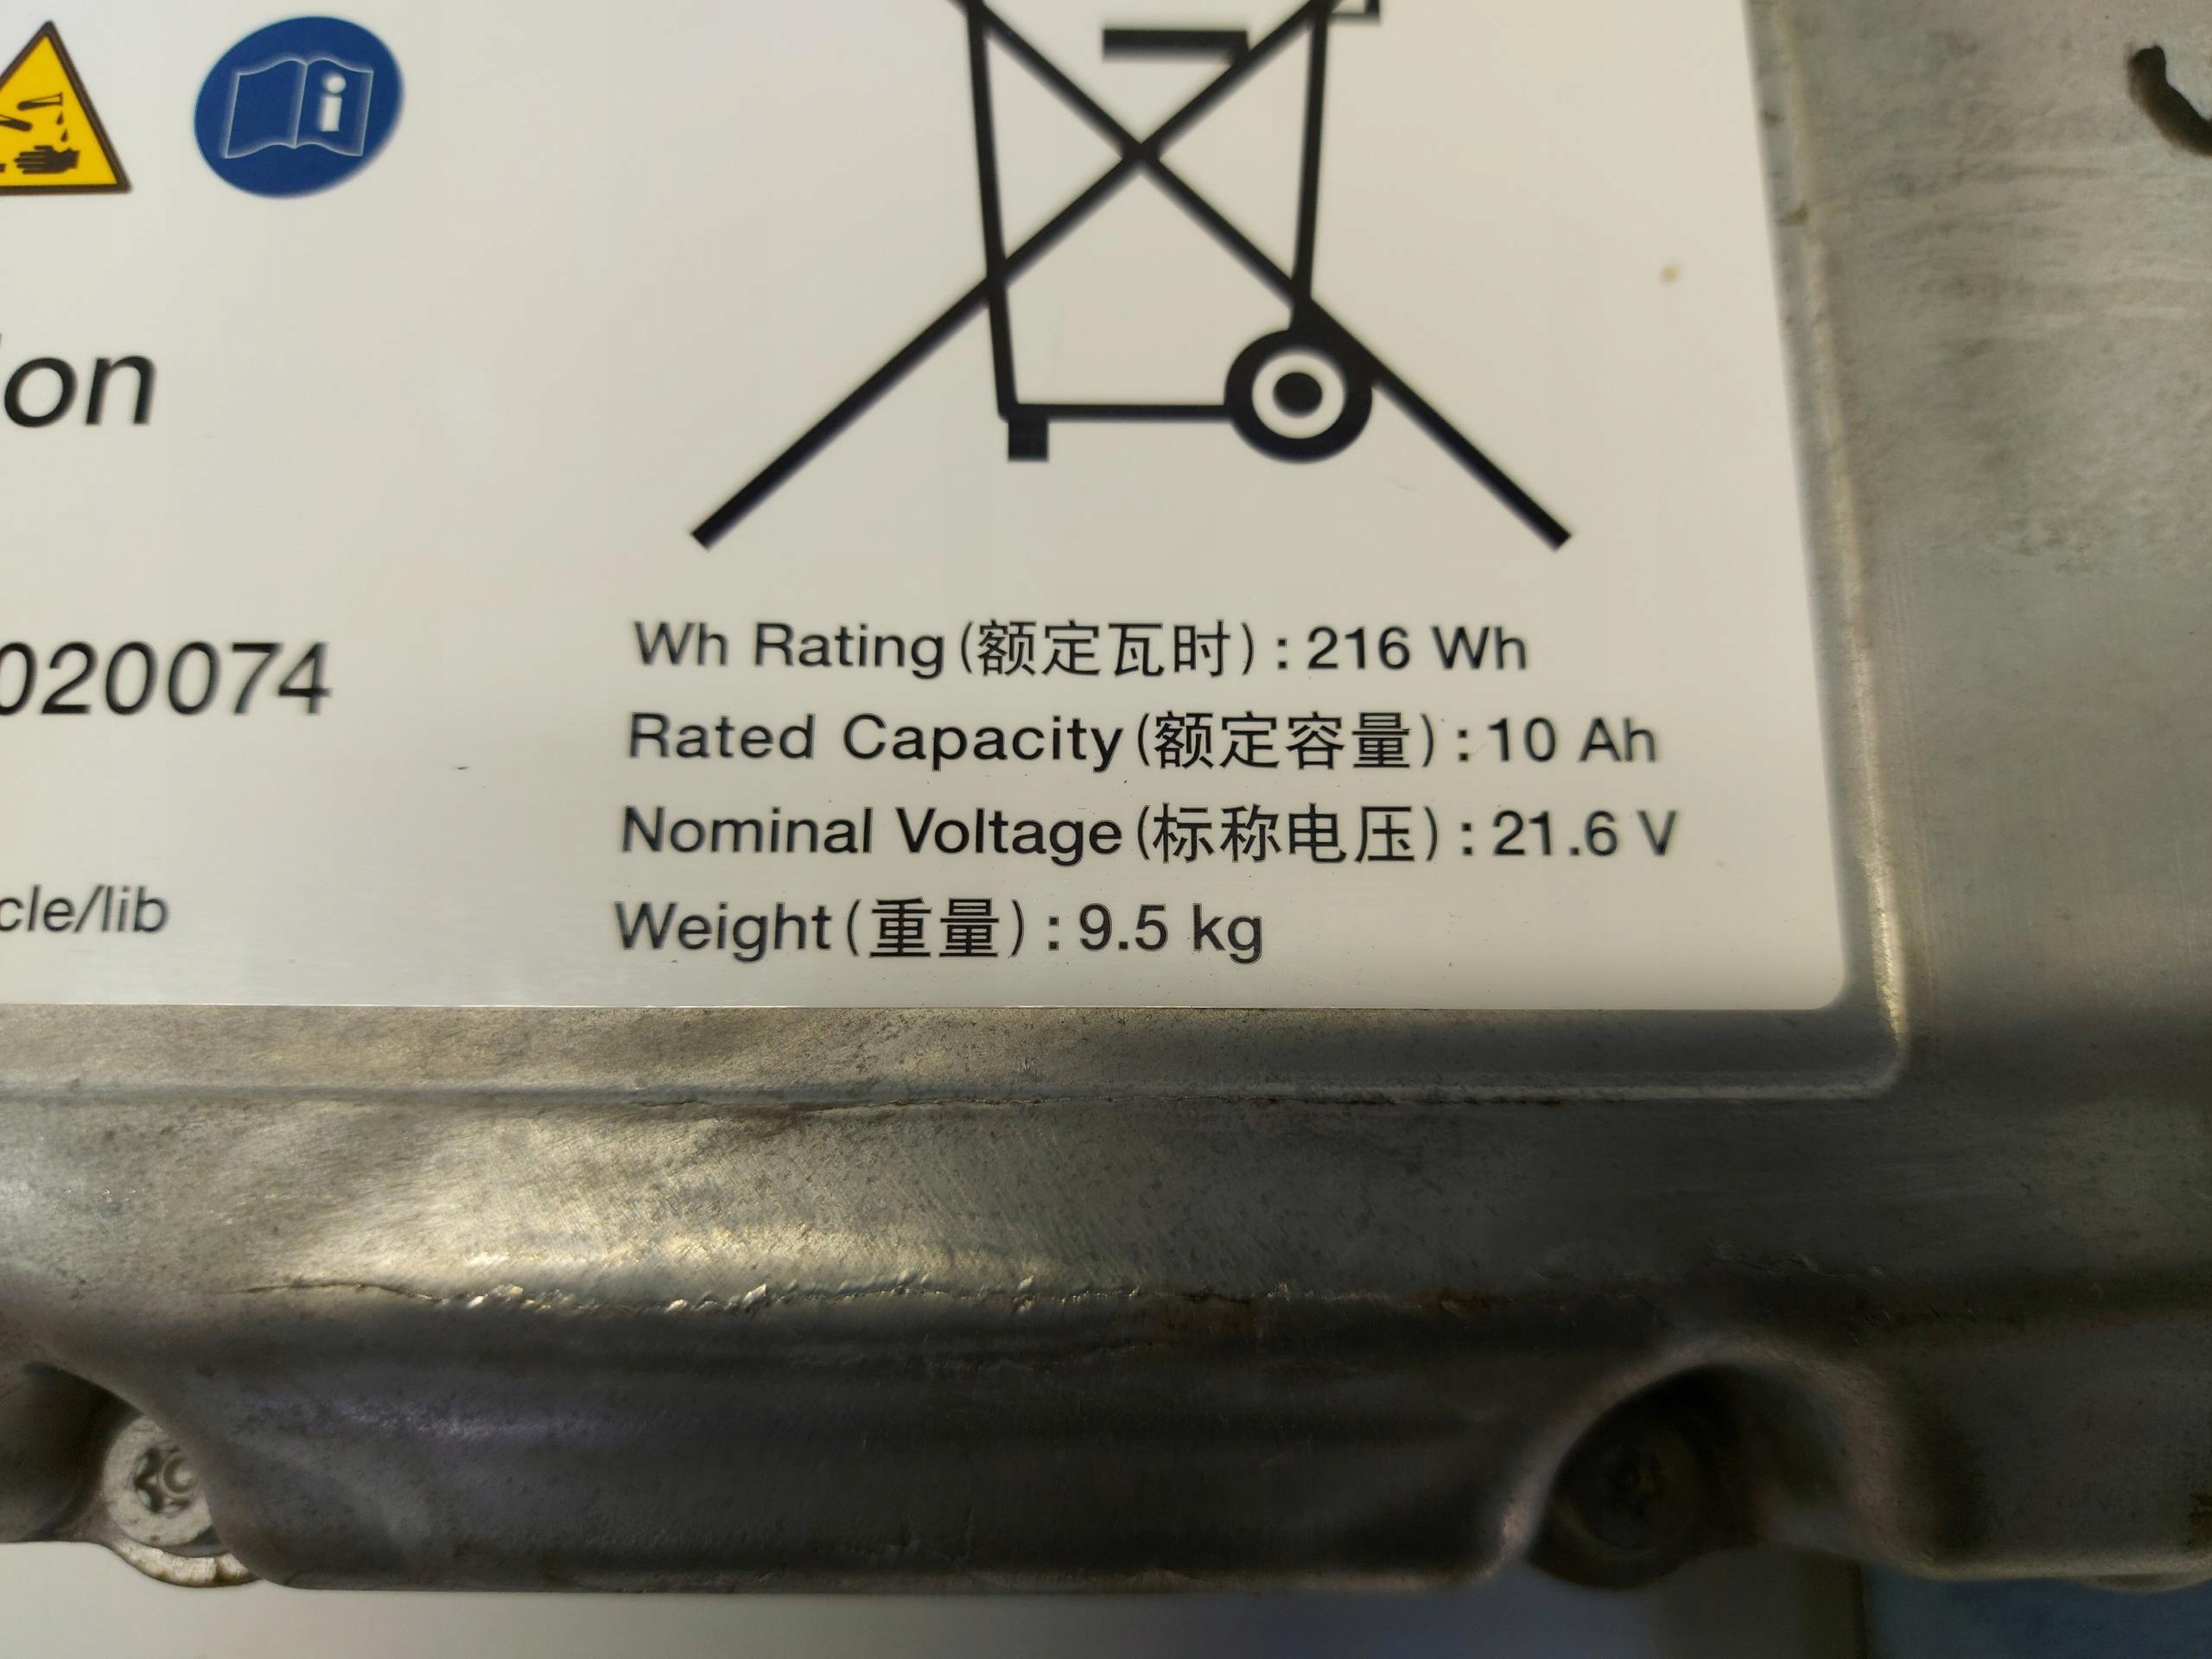 ion
020074
cle/lib
Wh Rating(额定瓦时):216 Wh
Rated Capacity(额定容量):10 Ah
Nominal Voltage(标称电压):21.6 V
Weight(重量):9.5 kg